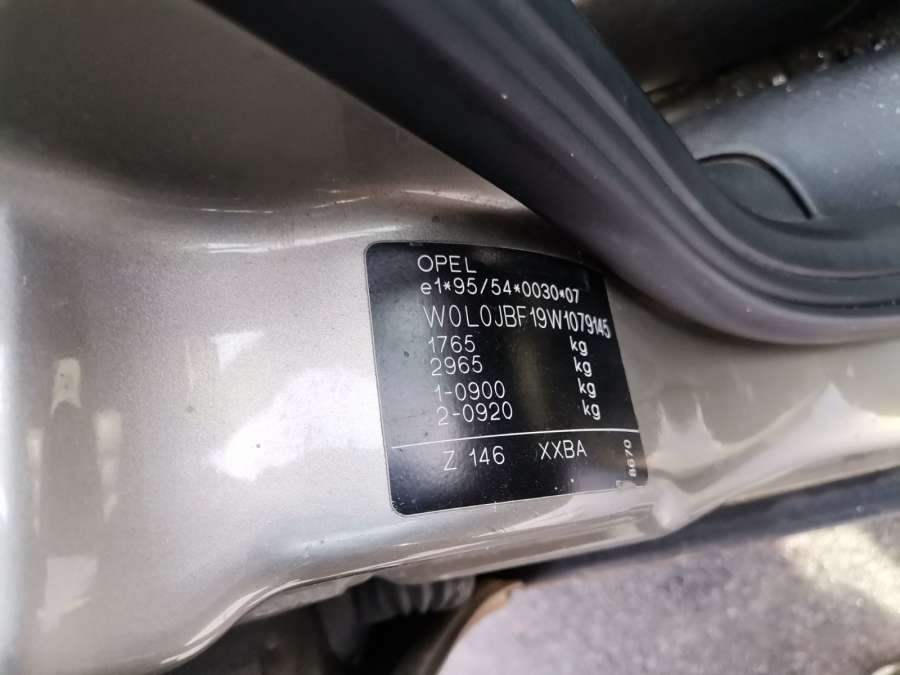 OPEL
e1*95/54*0030*07
W0L0JBF19W1079145
1765 kg
2965 kg
1-0900 kg
2-0920 kg
Z 146 XXBA
8670